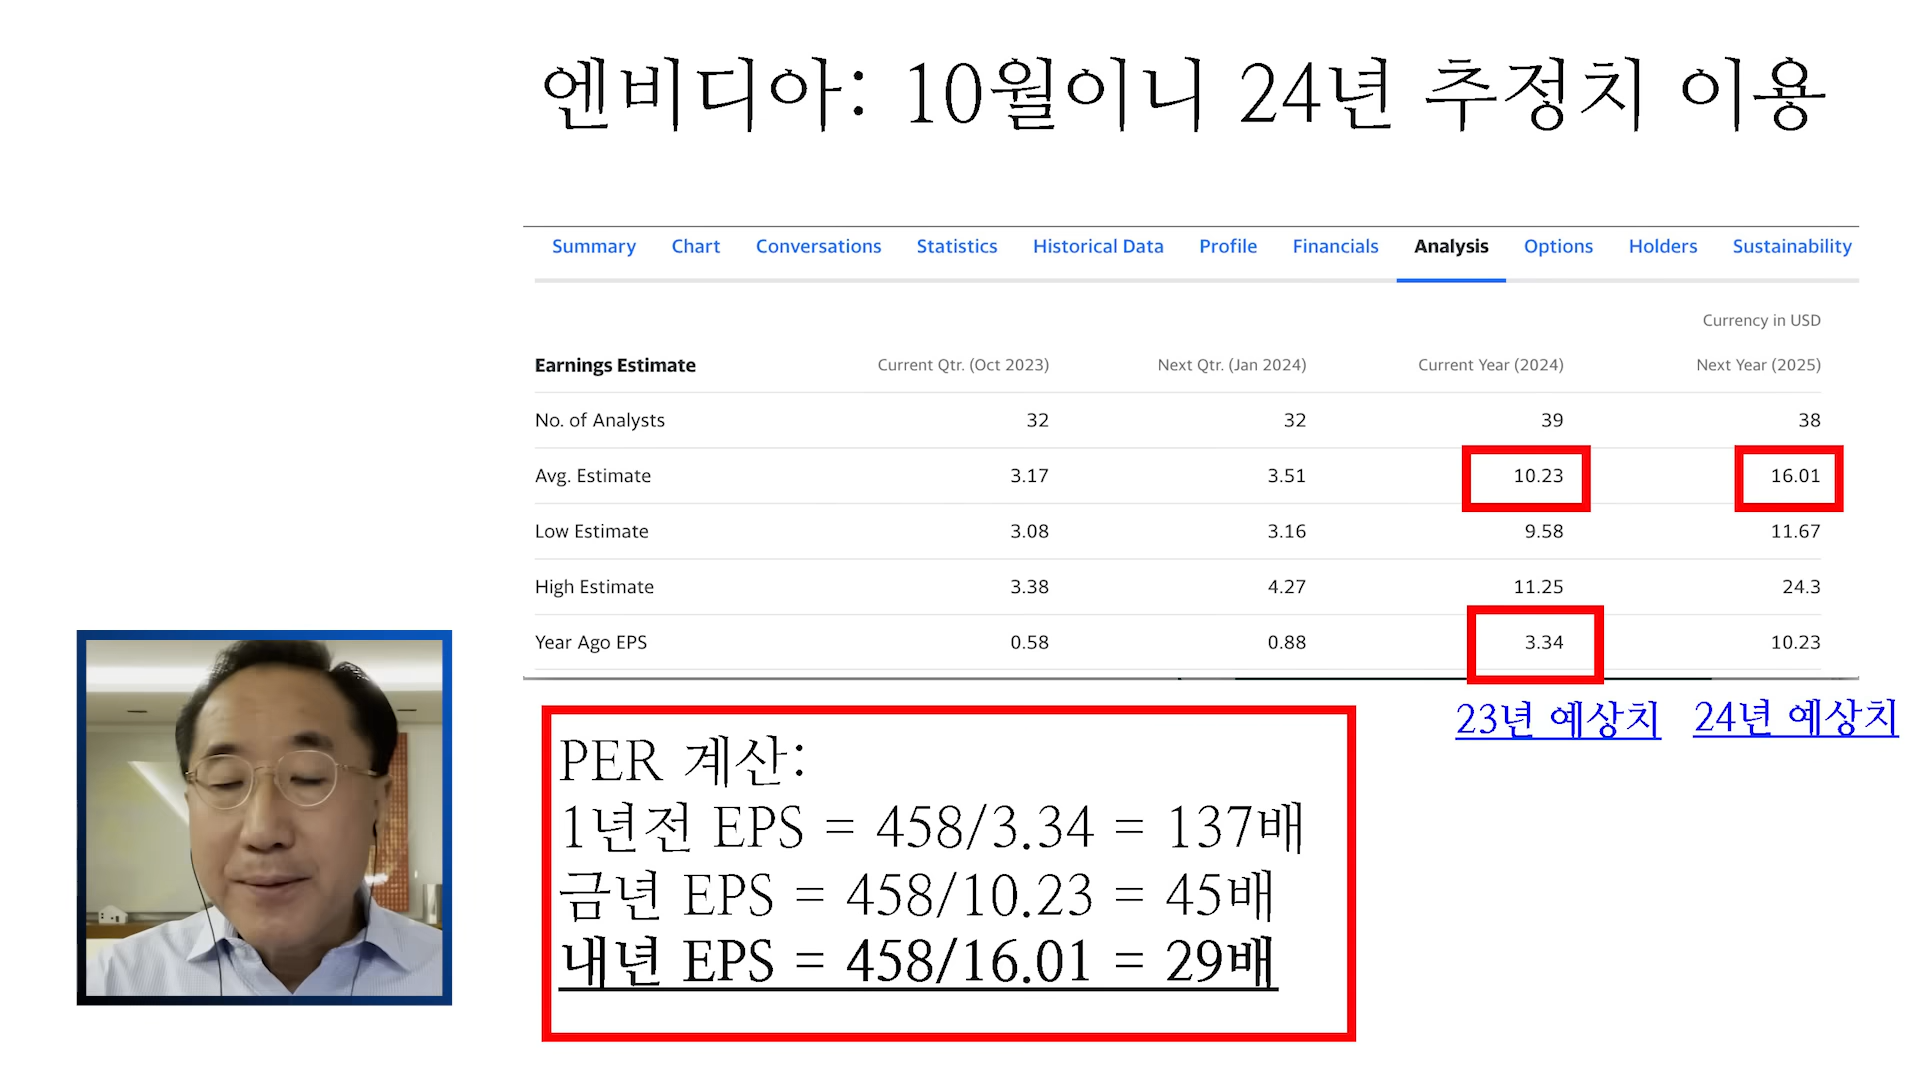 엔비디아: 10월이니 24년 추정치 이용
Summary Chart Conversations Statistics Historical Data Profile Financials Analysis Options Holders Sustainability
Currency in USD
Earnings Estimate Current Qtr. (Oct 2023) Next Qtr. (Jan 2024) Current Year (2024) Next Year (2025)
No. of Analysts 32 32 39 38
Avg. Estimate 3.17 3.51 10.23 16.01
Low Estimate 3.08 3.16 9.58 11.67
High Estimate 3.38 4.27 11.25 24.3
Year Ago EPS 0.58 0.88 3.34 10.23
23년 예상치 24년 예상치
PER 계산:
1년전 EPS = 458/3.34 = 137배
금년 EPS = 458/10.23 = 45배
내년 EPS = 458/16.01 = 29배